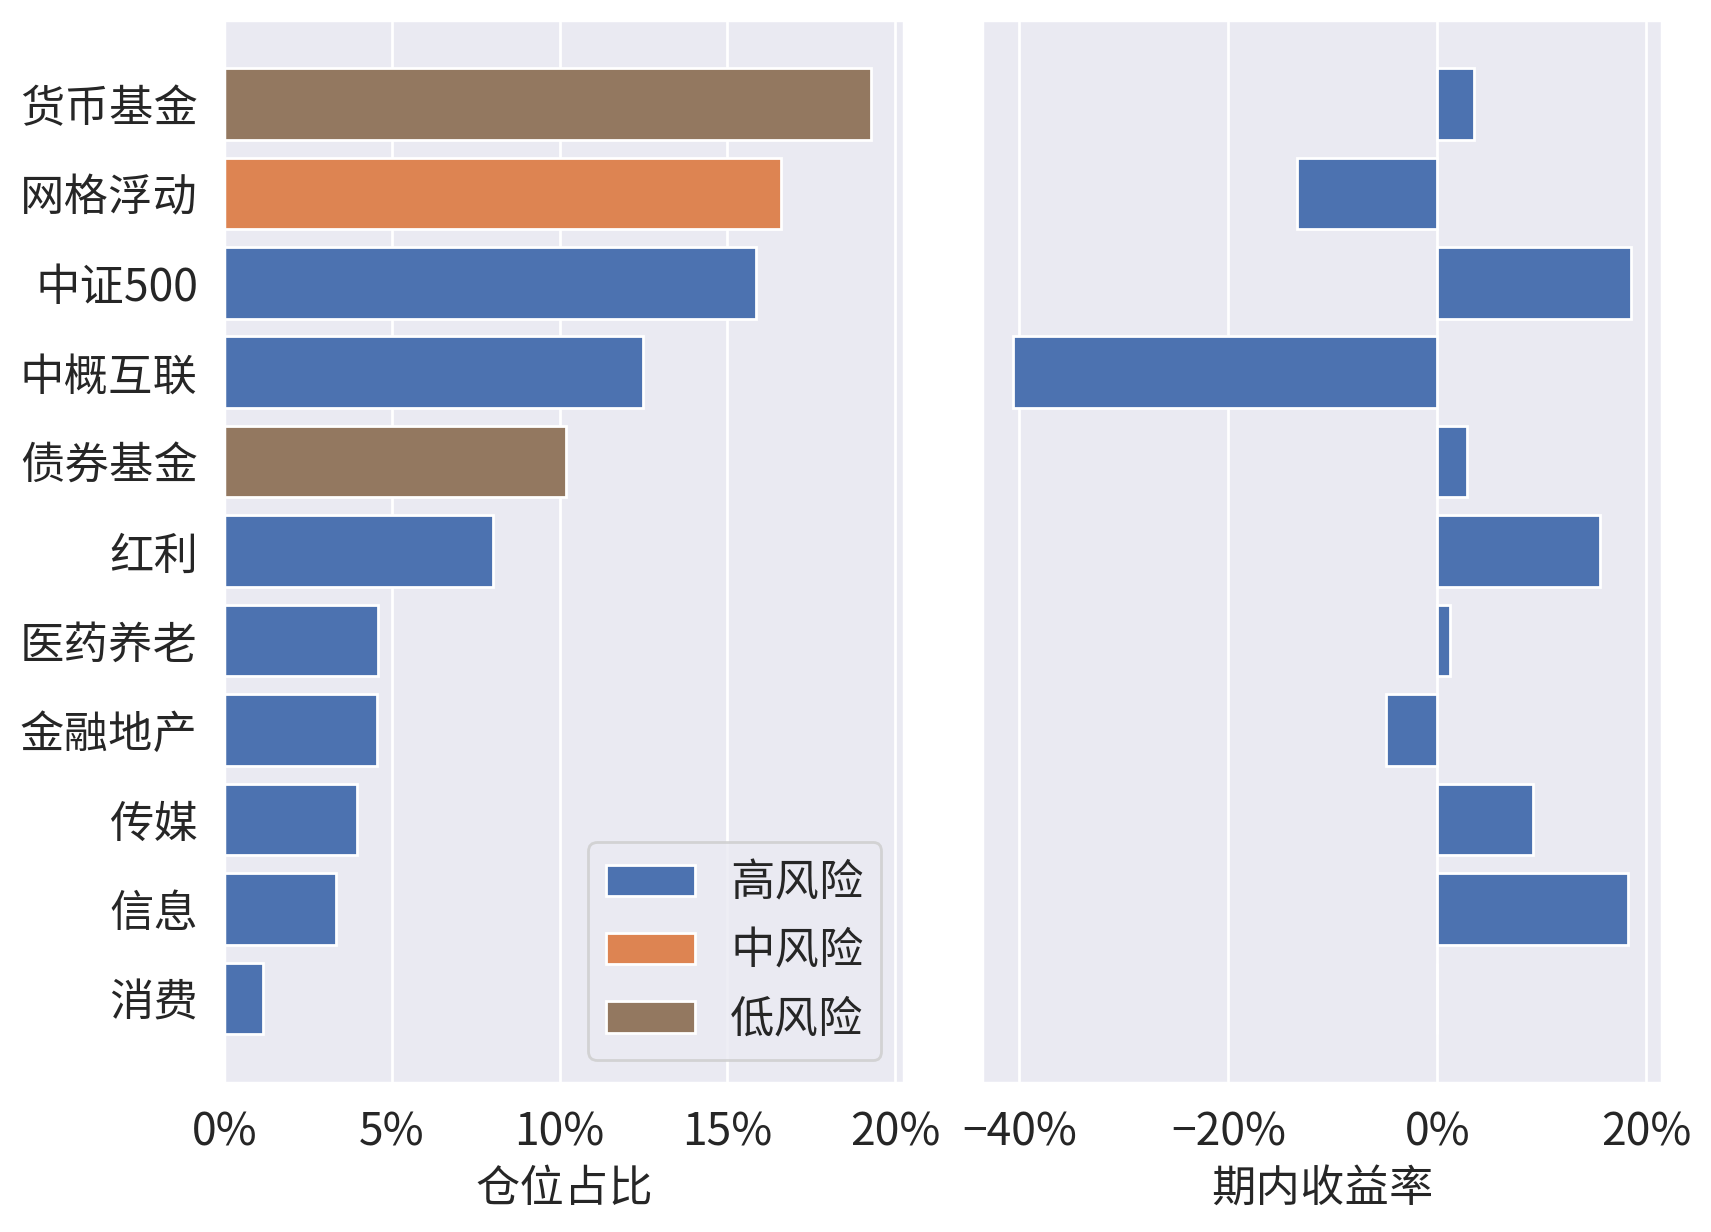 货币基金
网格浮动
中证500
中概互联
债券基金
红利
医药养老
金融地产
传媒
信息
消费
高风险
中风险
低风险
0% 5% 10% 15% 20%
仓位占比
−40% −20% 0% 20%
期内收益率